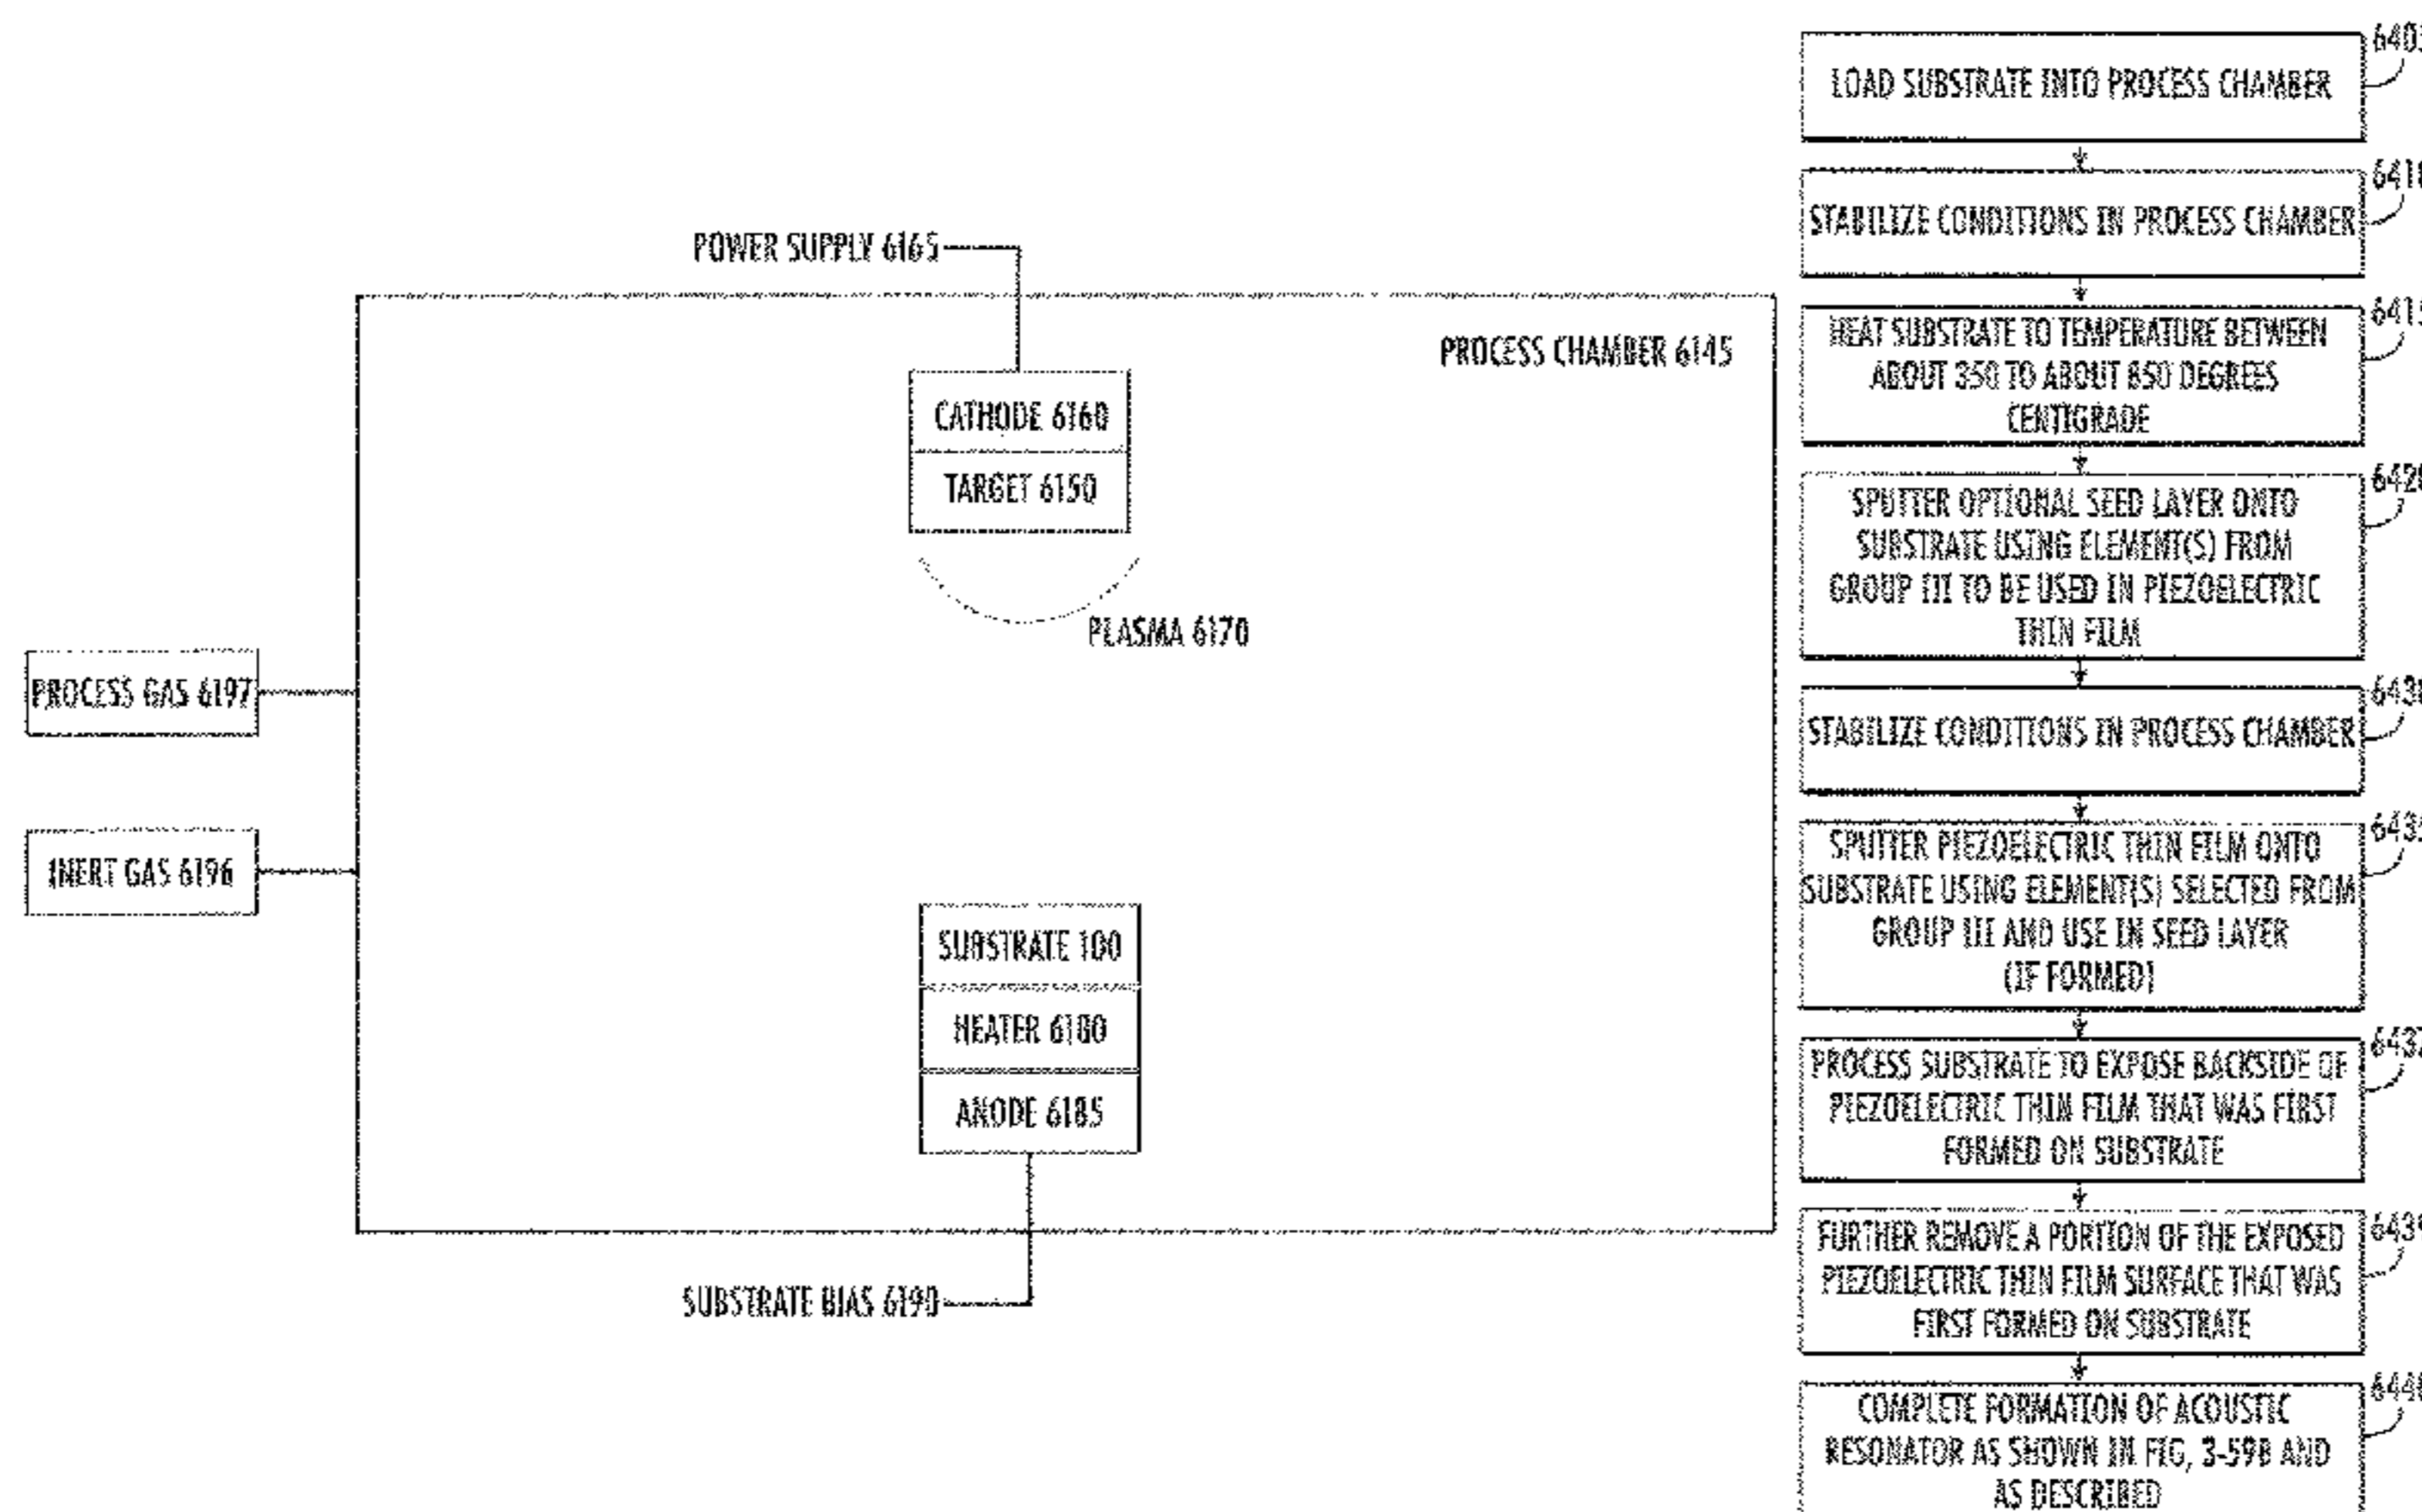 POWER SUPPLY 6165
PROCESS CHAMBER 6145
CATHODE 6160
TARGET 6150
PLASMA 6170
PROCESS GAS 6197
INERT GAS 6196
SUBSTRATE 100
HEATER 6180
ANODE 6185
SUBSTRATE BIAS 6190
LOAD SUBSTRATE INTO PROCESS CHAMBER
STABILIZE CONDITIONS IN PROCESS CHAMBER
HEAT SUBSTRATE TO TEMPERATURE BETWEEN
ABOUT 350 TO ABOUT 850 DEGREES
CENTIGRADE
SPUTTER OPTIONAL SEED LAYER ONTO
SUBSTRATE USING ELEMENT(S) FROM
GROUP III TO BE USED IN PIEZOELECTRIC
THIN FILM
STABILIZE CONDITIONS IN PROCESS CHAMBER
SPUTTER PIEZOELECTRIC THIN FILM ONTO
SUBSTRATE USING ELEMENT(S) SELECTED FROM
GROUP III AND USE IN SEED LAYER
(IF FORMED)
PROCESS SUBSTRATE TO EXPOSE BACKSIDE OF
PIEZOELECTRIC THIN FILM THAT WAS FIRST
FORMED ON SUBSTRATE
FURTHER REMOVE A PORTION OF THE EXPOSED
PIEZOELECTRIC THIN FILM SURFACE THAT WAS
FIRST FORMED ON SUBSTRATE
COMPLETE FORMATION OF ACOUSTIC
RESONATOR AS SHOWN IN FIG, 3-59B AND
AS DESCRIBED